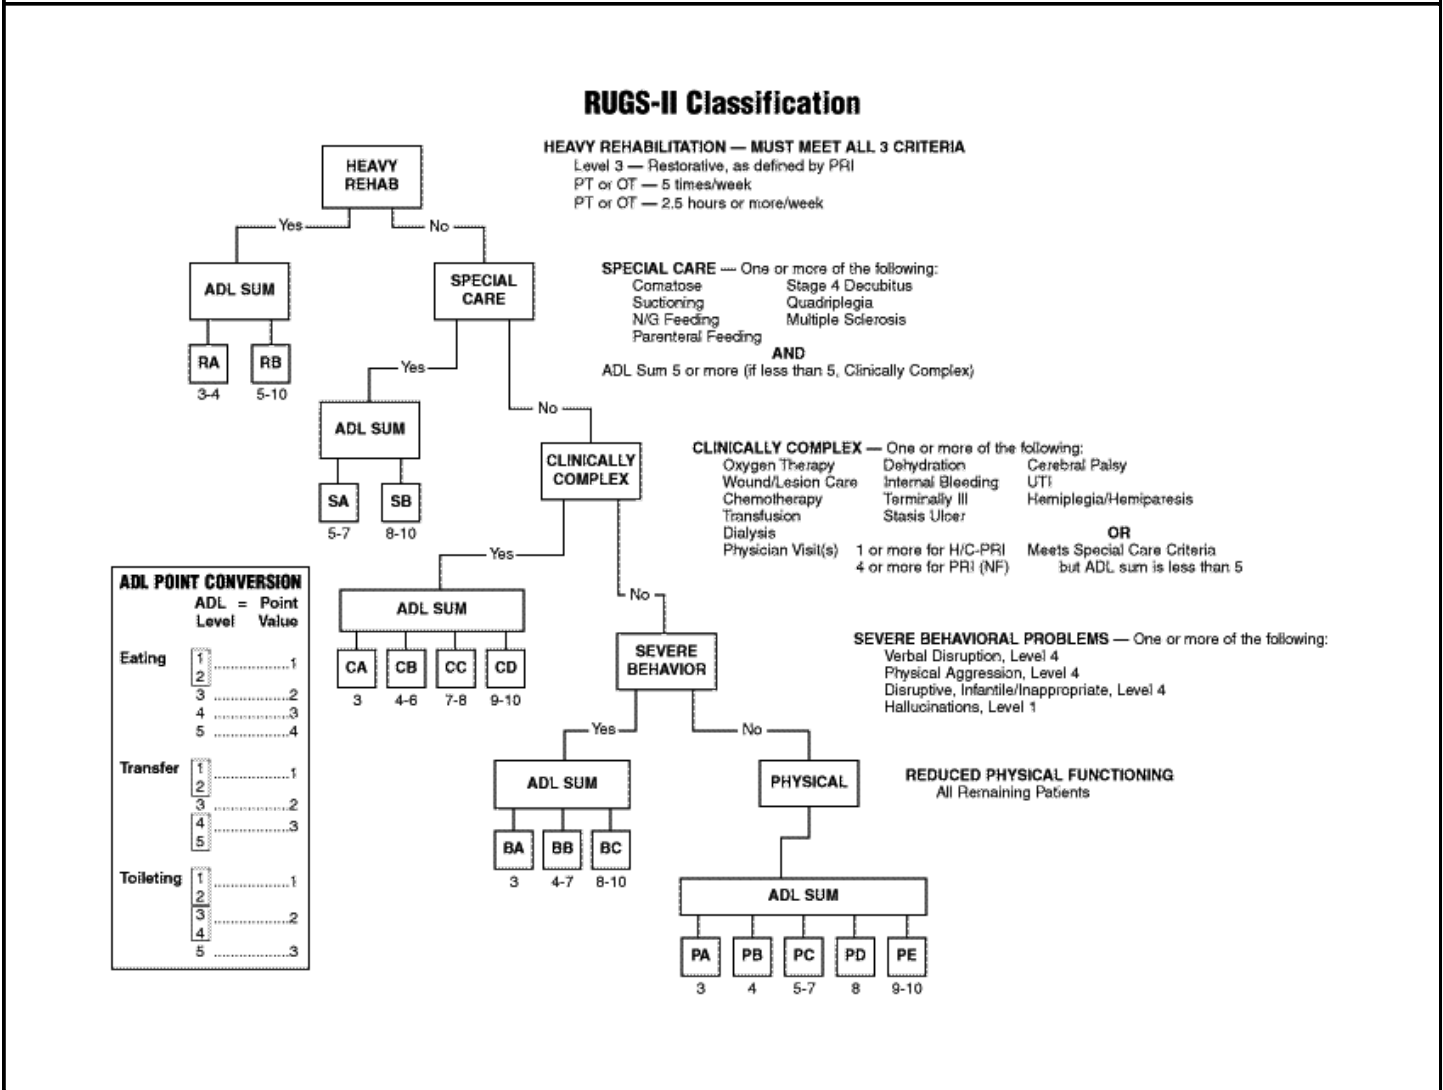 RUGS-II Classification
HEAVY REHABILITATION — MUST MEET ALL 3 CRITERIA
Level 3 — Restorative, as defined by PRI
PT or OT — 5 times/week
PT or OT — 2.5 hours or more/week
HEAVY
REHAB
Yes
No
ADL SUM
RA
RB
3-4
5-10
SPECIAL
CARE
SPECIAL CARE — One or more of the following:
Comatose Stage 4 Decubitus
Suctioning Quadriplegia
N/G Feeding Multiple Sclerosis
Parenteral Feeding
AND
ADL Sum 5 or more (if less than 5, Clinically Complex)
Yes
No
ADL SUM
SA
SB
5-7
8-10
CLINICALLY
COMPLEX
CLINICALLY COMPLEX — One or more of the following:
Oxygen Therapy Dehydration Cerebral Palsy
Wound/Lesion Care Internal Bleeding UTI
Chemotherapy Terminally Ill Hemiplegia/Hemiparesis
Transfusion Stasis Ulcer
Dialysis OR
Physician Visit(s) 1 or more for H/C-PRI Meets Special Care Criteria
4 or more for PRI (NF) but ADL sum is less than 5
Yes
No
ADL SUM
CA
CB
CC
CD
3
4-6
7-8
9-10
SEVERE
BEHAVIOR
SEVERE BEHAVIORAL PROBLEMS — One or more of the following:
Verbal Disruption, Level 4
Physical Aggression, Level 4
Disruptive, Infantile/Inappropriate, Level 4
Hallucinations, Level 1
Yes
No
ADL SUM
BA
BB
BC
3
4-7
8-10
PHYSICAL
REDUCED PHYSICAL FUNCTIONING
All Remaining Patients
ADL SUM
PA
PB
PC
PD
PE
3
4
5-7
8
9-10
ADL POINT CONVERSION
ADL = Point
Level Value
Eating 1 ..................1
2
3 ..................2
4 ..................3
5 ..................4
Transfer 1 ..................1
2
3 ..................2
4 ..................3
5
Toileting 1 ..................1
2
3 ..................2
4
5 ..................3